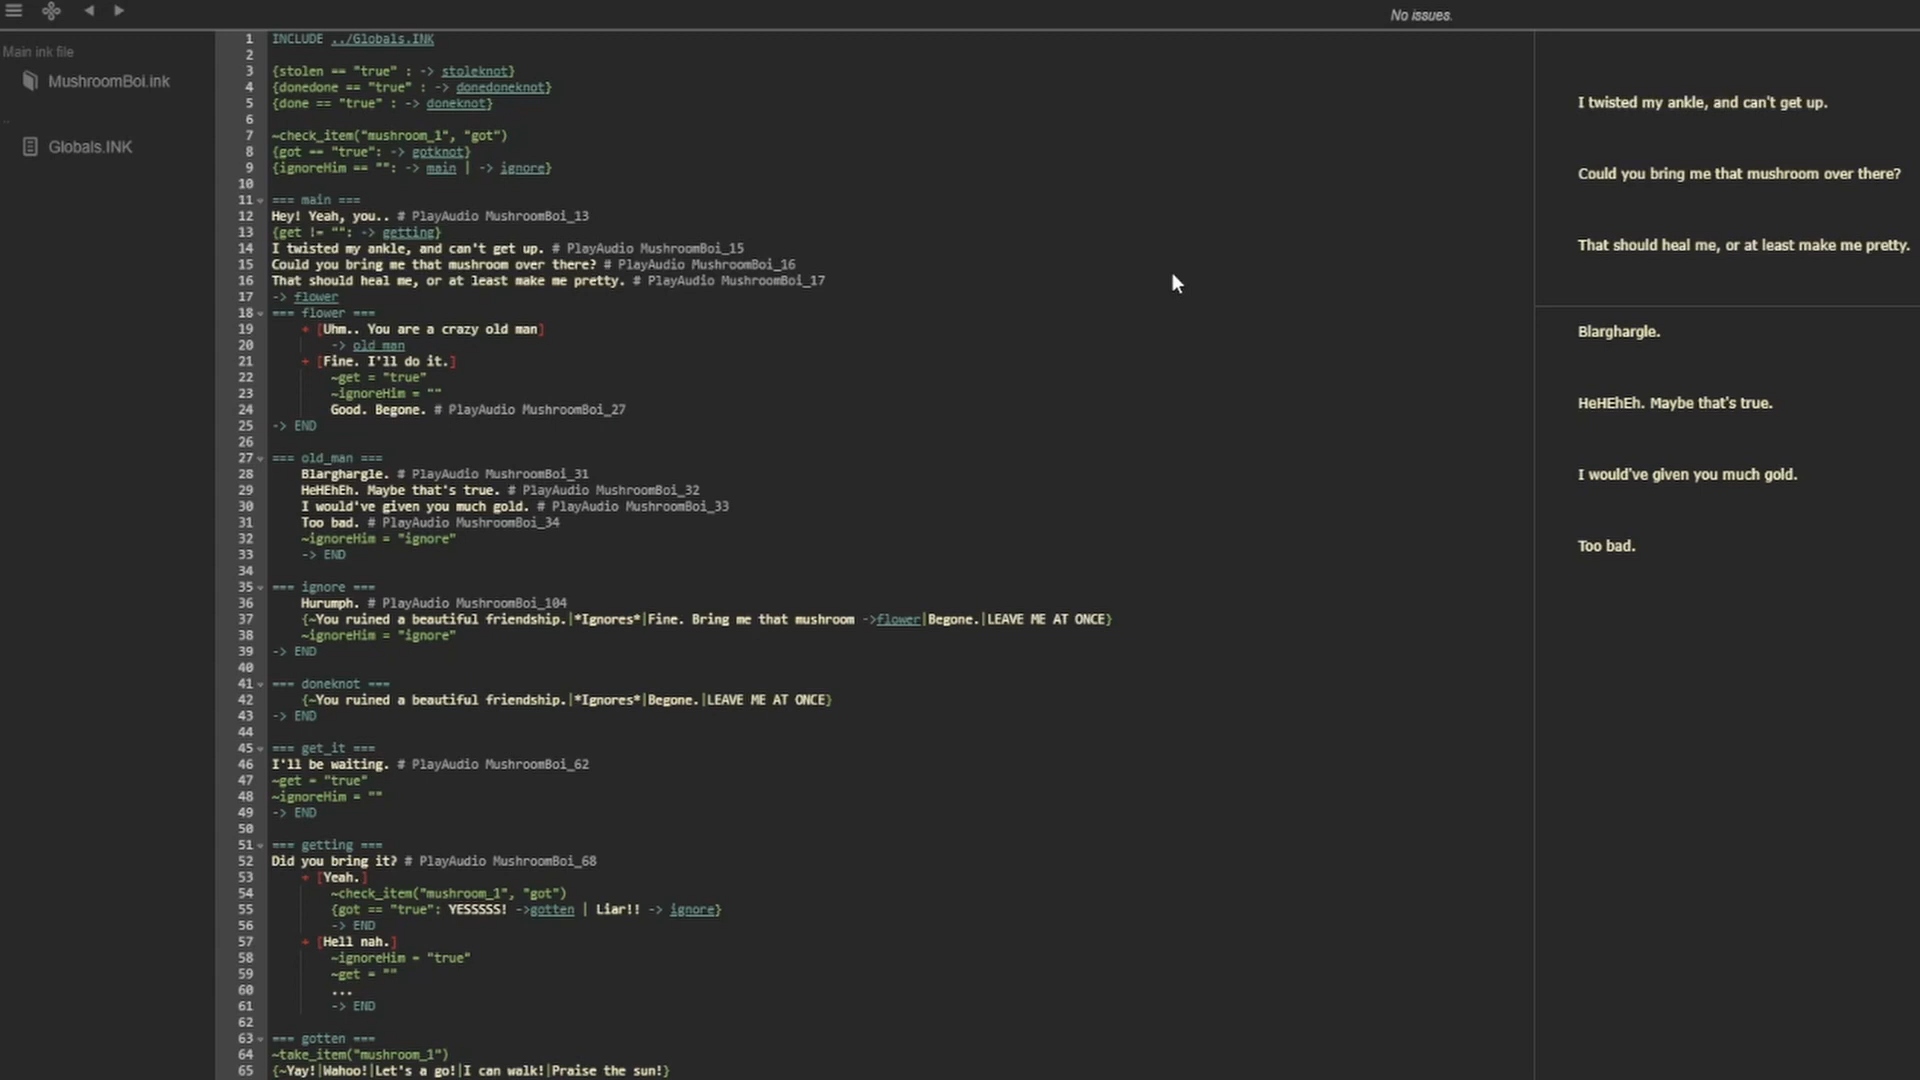 No issues.
Main ink file
MushroomBoi.ink
..
Globals.INK
1 INCLUDE ../Globals.INK
2
3 {stolen == "true" : -> stoleknot}
4 {donedone == "true" : -> donedoneknot}
5 {done == "true" : -> doneknot}
6
7 ~check_item("mushroom_1", "got")
8 {got == "true": -> gotknot}
9 {ignoreHim == "": -> main | -> ignore}
10
11 === main ===
12 Hey! Yeah, you.. # PlayAudio MushroomBoi_13
13 {get != "": -> getting}
14 I twisted my ankle, and can't get up. # PlayAudio MushroomBoi_15
15 Could you bring me that mushroom over there? # PlayAudio MushroomBoi_16
16 That should heal me, or at least make me pretty. # PlayAudio MushroomBoi_17
17 -> flower
18 === flower ===
19 + [Uhm.. You are a crazy old man]
20 -> old_man
21 + [Fine. I'll do it.]
22 ~get = "true"
23 ~ignoreHim = ""
24 Good. Begone. # PlayAudio MushroomBoi_27
25 -> END
26
27 === old_man ===
28 Blarghargle. # PlayAudio MushroomBoi_31
29 HeHEhEh. Maybe that's true. # PlayAudio MushroomBoi_32
30 I would've given you much gold. # PlayAudio MushroomBoi_33
31 Too bad. # PlayAudio MushroomBoi_34
32 ~ignoreHim = "ignore"
33 -> END
34
35 === ignore ===
36 Hurumph. # PlayAudio MushroomBoi_104
37 {~You ruined a beautiful friendship.|*Ignores*|Fine. Bring me that mushroom ->flower|Begone.|LEAVE ME AT ONCE}
38 ~ignoreHim = "ignore"
39 -> END
40
41 === doneknot ===
42 {~You ruined a beautiful friendship.|*Ignores*|Begone.|LEAVE ME AT ONCE}
43 -> END
44
45 === get_it ===
46 I'll be waiting. # PlayAudio MushroomBoi_62
47 ~get = "true"
48 ~ignoreHim = ""
49 -> END
50
51 === getting ===
52 Did you bring it? # PlayAudio MushroomBoi_68
53 + [Yeah.]
54 ~check_item("mushroom_1", "got")
55 {got == "true": YESSSSS! ->gotten | Liar!! -> ignore}
56 -> END
57 + [Hell nah.]
58 ~ignoreHim = "true"
59 ~get = ""
60 ...
61 -> END
62
63 === gotten ===
64 ~take_item("mushroom_1")
65 {~Yay!|Wahoo!|Let's a go!|I can walk!|Praise the sun!}
I twisted my ankle, and can't get up.
Could you bring me that mushroom over there?
That should heal me, or at least make me pretty.
Blarghargle.
HeHEhEh. Maybe that's true.
I would've given you much gold.
Too bad.